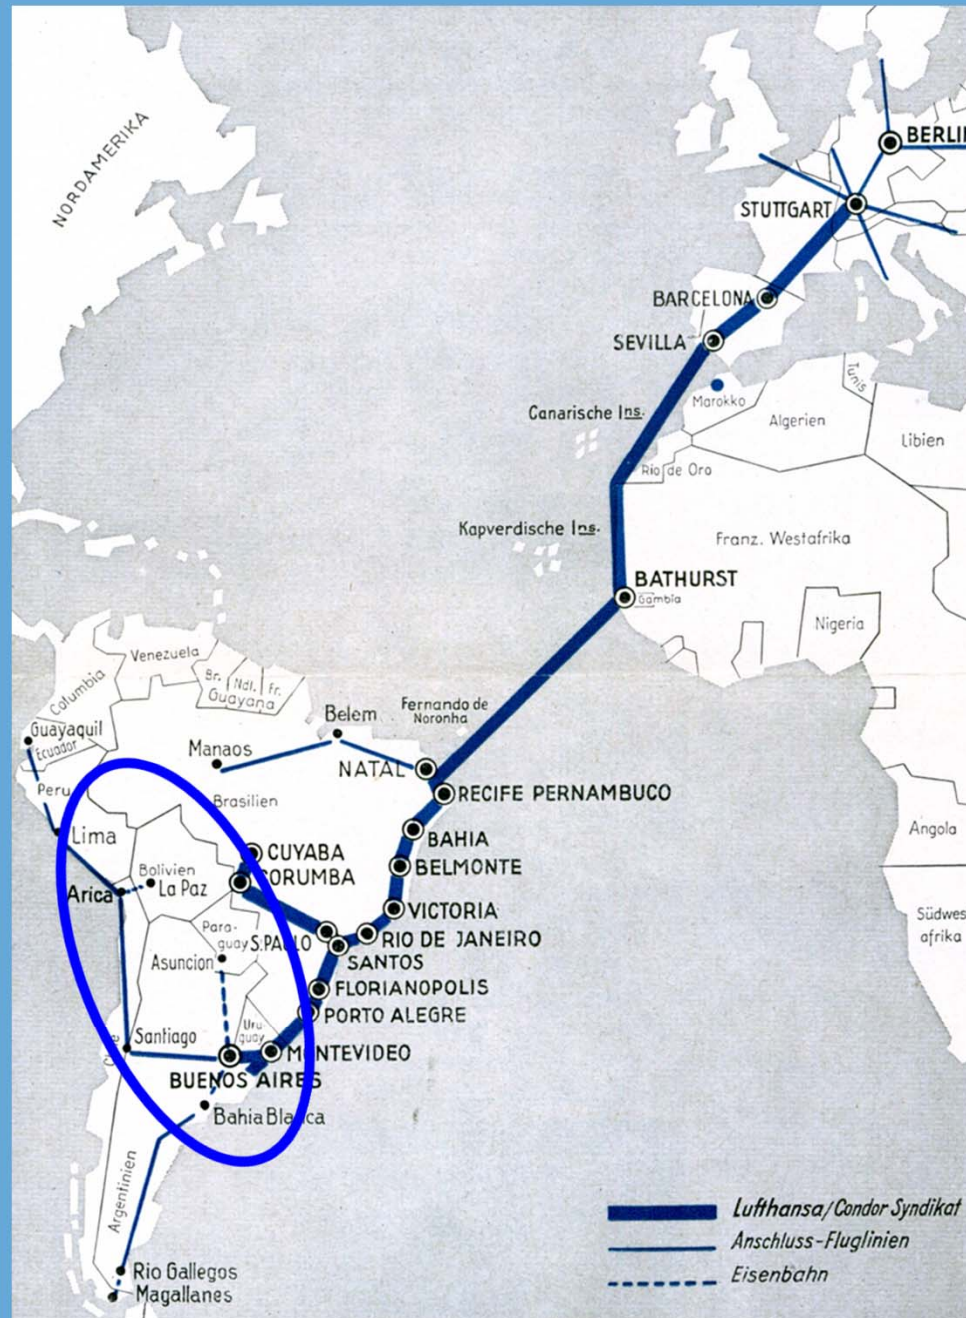 NORDAMERIKA
BERLI
STUTTGART
BARCELONA
SEVILLA
Tunis
Marokko
Canarische Ins.
Algerien
Libien
Rio de Oro
Kapverdische Ins.
Franz. Westafrika
BATHURST
Gambia
Nigeria
Venezuela
Columbia
Br.
Ndl.
Fr.
Guayana
Fernando de
Noronha
Belem
Guayaquil
Ecuador
Manaos
NATAL
Peru
Brasilien
RECIFE PERNAMBUCO
Lima
BAHIA
Angola
CUYABA
Bolivien
BELMONTE
La Paz
CORUMBA
Arica
VICTORIA
Südwes
afrika
Para-
guay
S.PAULO
RIO DE JANEIRO
Asuncion
SANTOS
FLORIANOPOLIS
PORTO ALEGRE
Uru-
guay
Santiago
MONTEVIDEO
BUENOS AIRES
Bahia Blanca
Argentinien
Lufthansa/Condor Syndikat
Anschluss-Fluglinien
Eisenbahn
Rio Gallegos
Magallanes